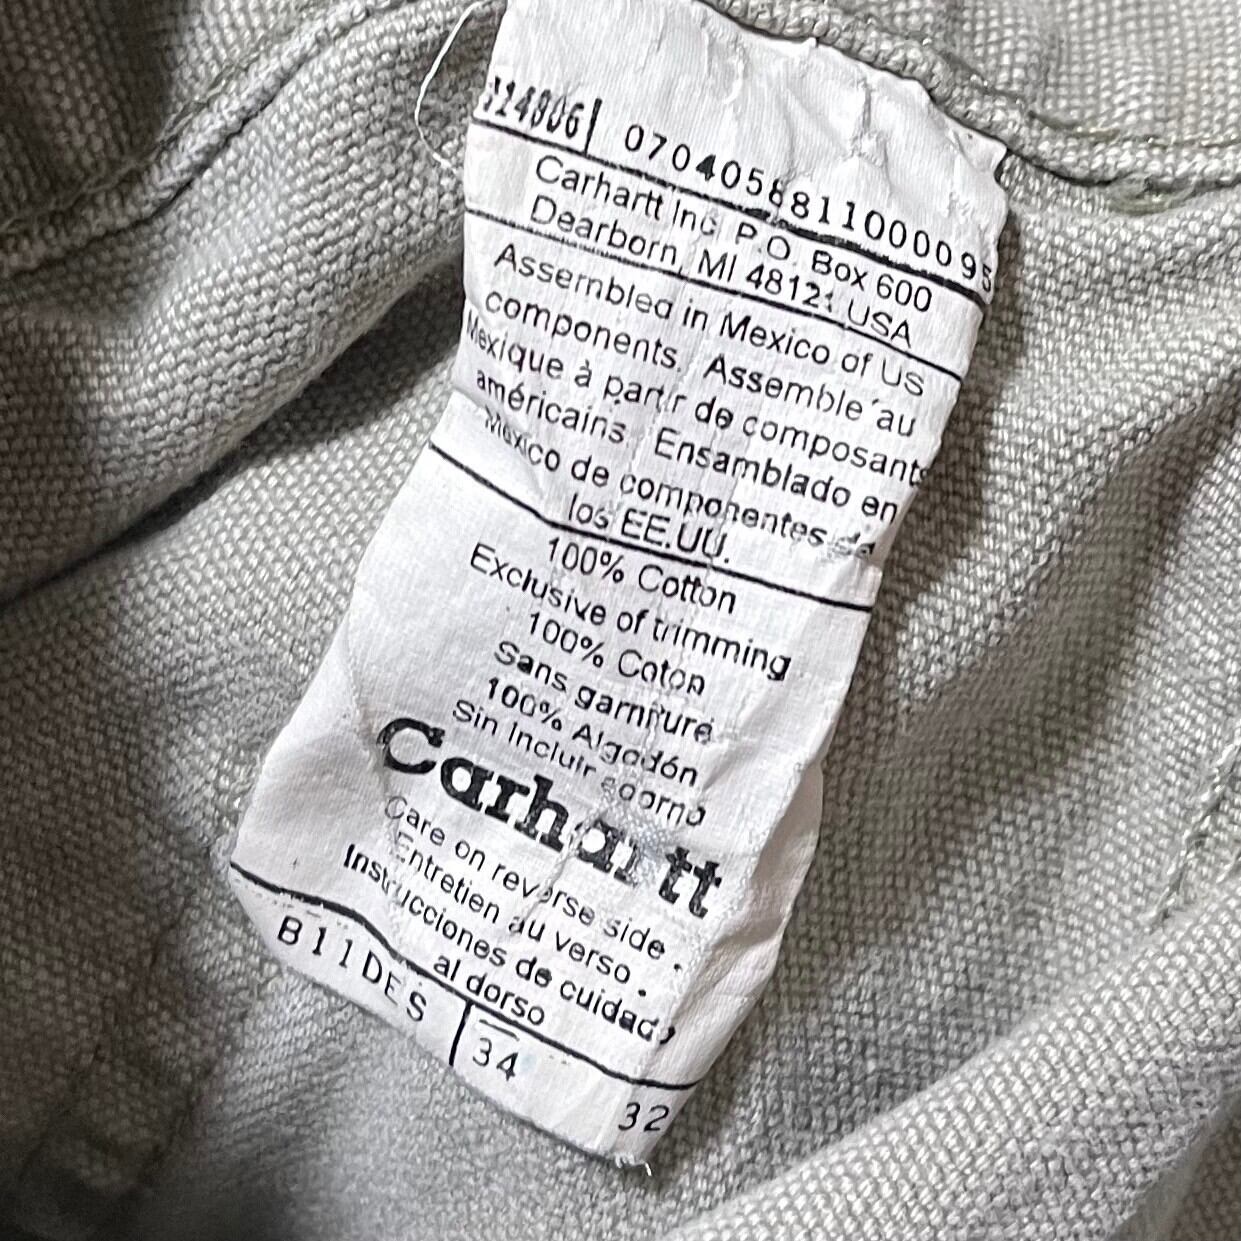 070405881100009 5
Carhartt Inc. P.O. Box 600
Dearborn, MI 48121 USA
Assembled in Mexico of US
components. Assemble´au
Mexique à partir de composants
américains. Ensamblado en
México de componentes de
los EE.UU.
100% Cotton
Exclusive of trimming
100% Coton
Sans garniture
100% Algodón
Sin incluir adorno
Carhartt
Care on reverse side •
Entretien au verso •
Instrucciones de cuidado
al dorso
B11DES 34 32